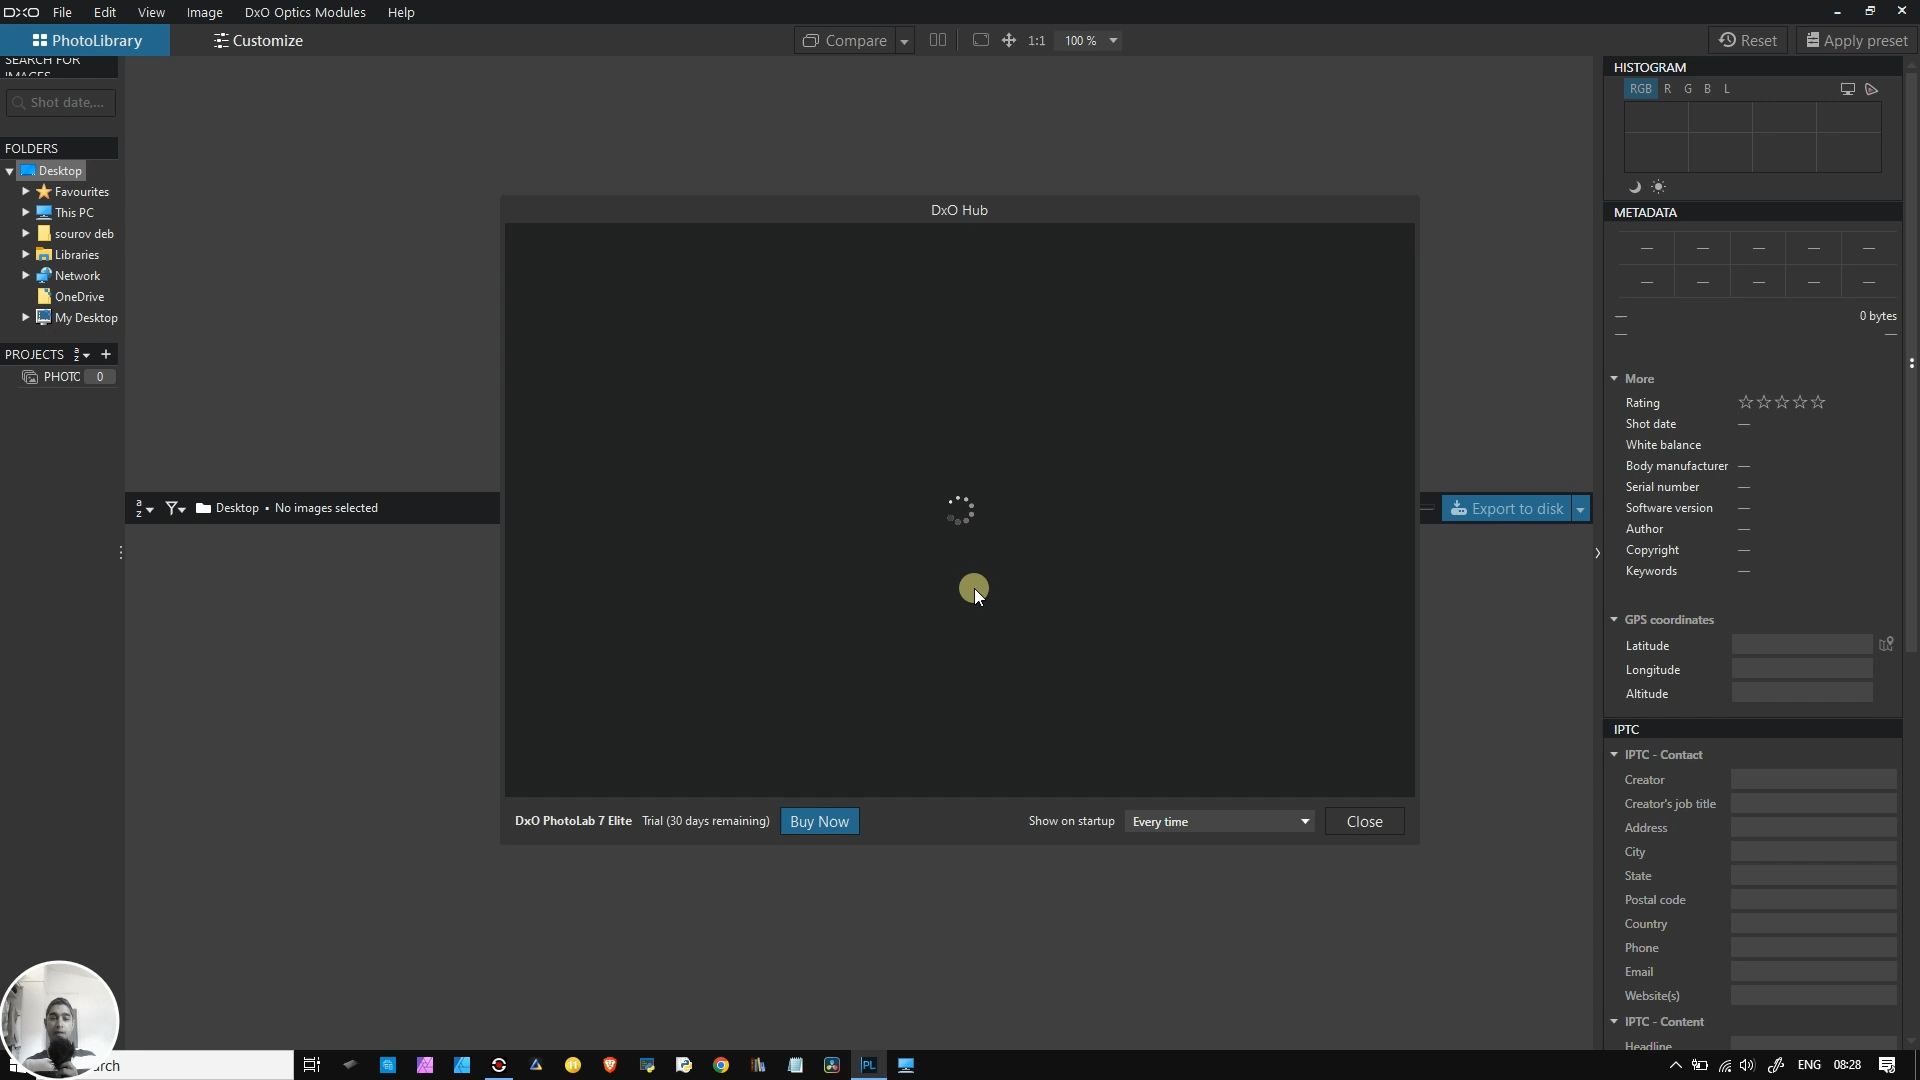 DXO File Edit View Image DxO Optics Modules Help
PhotoLibrary Customize Compare 1:1 100 % Reset Apply preset
SEARCH FOR
IMAGES
Shot date,...
FOLDERS
Desktop
Favourites
This PC
sourov deb
Libraries
Network
OneDrive
My Desktop
PROJECTS
PHOTC 0
Desktop • No images selected
DxO Hub
DxO PhotoLab 7 Elite Trial (30 days remaining) Buy Now Show on startup Every time Close
Export to disk
HISTOGRAM
RGB R G B L
METADATA
0 bytes
More
Rating
Shot date
White balance
Body manufacturer
Serial number
Software version
Author
Copyright
Keywords
GPS coordinates
Latitude
Longitude
Altitude
IPTC
IPTC - Contact
Creator
Creator's job title
Address
City
State
Postal code
Country
Phone
Email
Website(s)
IPTC - Content
Headline
ENG 08:28